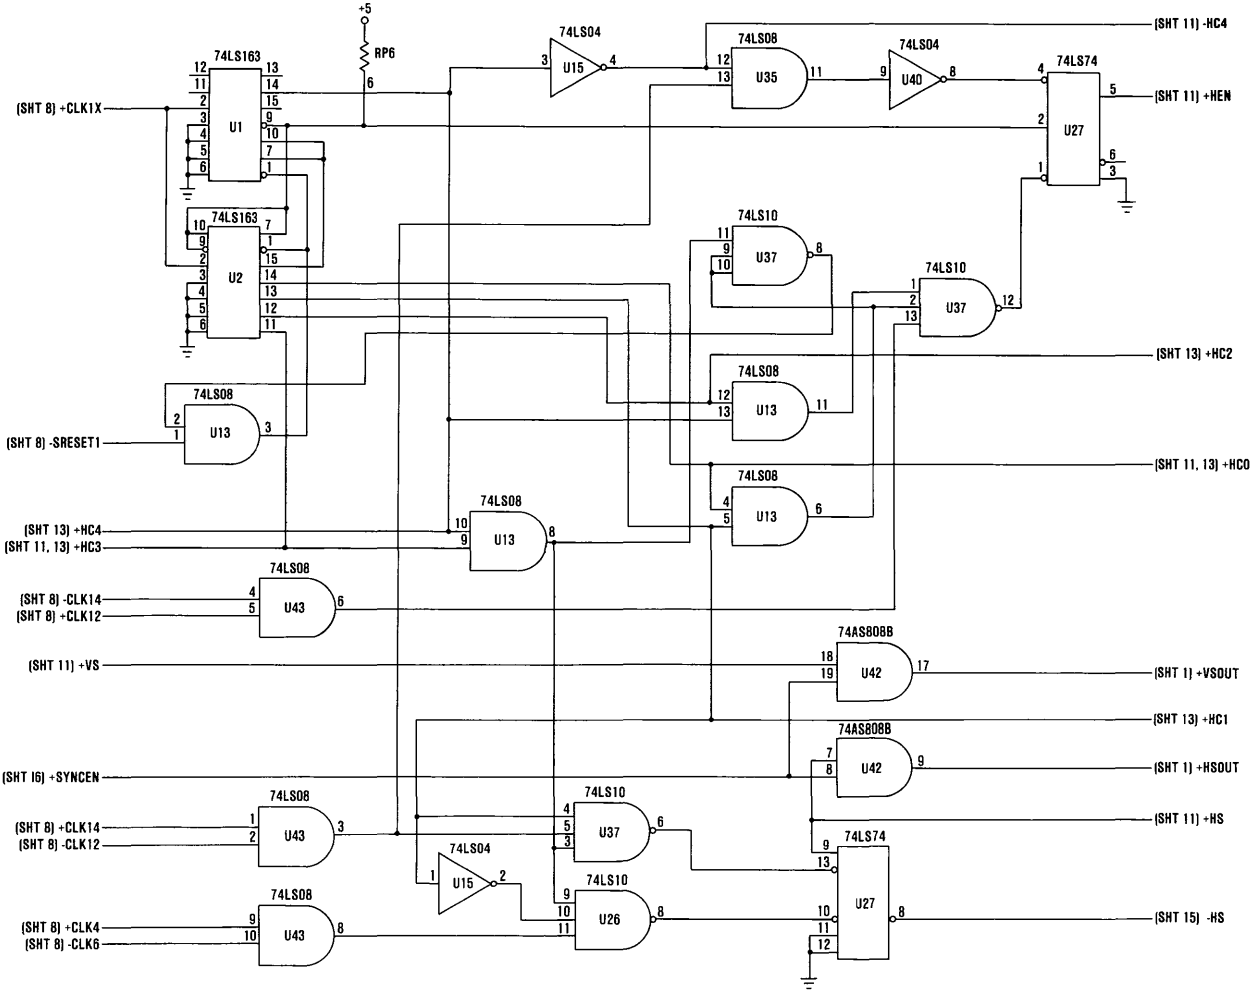 +5
RP6
6
74LS04
3 U15 4
(SHT 11) -HC4
74LS08
12
13
U35
11
74LS04
9 U40 8
74LS74
4
2
1
U27
5
6
3
(SHT 11) +HEN
74LS163
12
11
2
3
4
5
6
U1
13
14
15
9
10
7
1
(SHT 8) +CLK1X
74LS163
10
9
2
3
4
5
6
U2
7
1
15
14
13
12
11
74LS10
11
9
10
U37
8
74LS10
1
2
13
U37
12
(SHT 13) +HC2
74LS08
12
13
U13
11
74LS08
2
1
U13
3
(SHT 8) -SRESET1
(SHT 11, 13) +HC0
74LS08
4
5
U13
6
74LS08
10
9
U13
8
(SHT 13) +HC4
(SHT 11, 13) +HC3
74LS08
4
5
U43
6
(SHT 8) -CLK14
(SHT 8) +CLK12
74AS808B
18
19
U42
17
(SHT 11) +VS
(SHT 1) +VSOUT
(SHT 13) +HC1
74AS808B
7
8
U42
9
(SHT I6) +SYNCEN
(SHT 1) +HSOUT
74LS08
1
2
U43
3
(SHT 8) +CLK14
(SHT 8) -CLK12
74LS10
4
5
3
U37
6
(SHT 11) +HS
74LS74
9
13
10
11
12
U27
8
74LS04
1 U15 2
74LS10
9
10
11
U26
8
74LS08
9
10
U43
8
(SHT 8) +CLK4
(SHT 8) -CLK6
(SHT 15) -HS